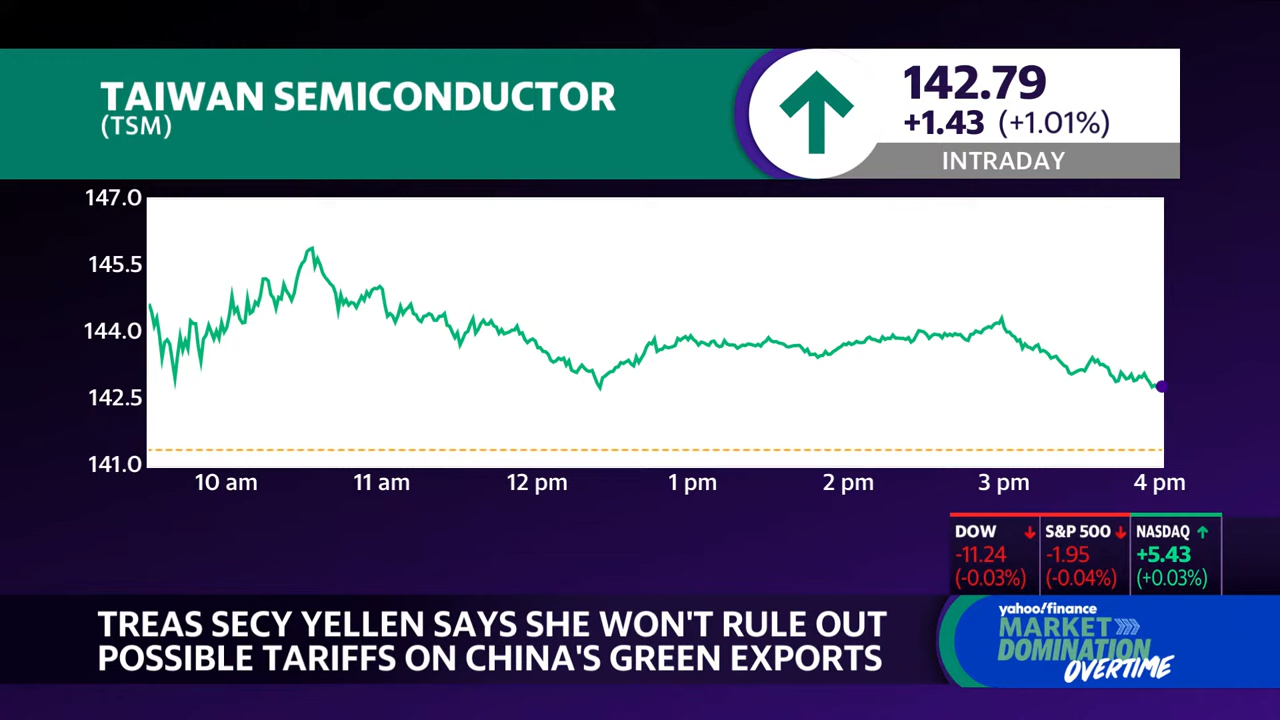 TAIWAN SEMICONDUCTOR
(TSM)
142.79
+1.43 (+1.01%)
INTRADAY
147.0
145.5
144.0
142.5
141.0
10 am 11 am 12 pm 1 pm 2 pm 3 pm 4 pm
DOW
-11.24
(-0.03%)
S&P 500
-1.95
(-0.04%)
NASDAQ
+5.43
(+0.03%)
TREAS SECY YELLEN SAYS SHE WON'T RULE OUT
POSSIBLE TARIFFS ON CHINA'S GREEN EXPORTS
yahoo/finance
MARKET
DOMINATION
OVERTIME